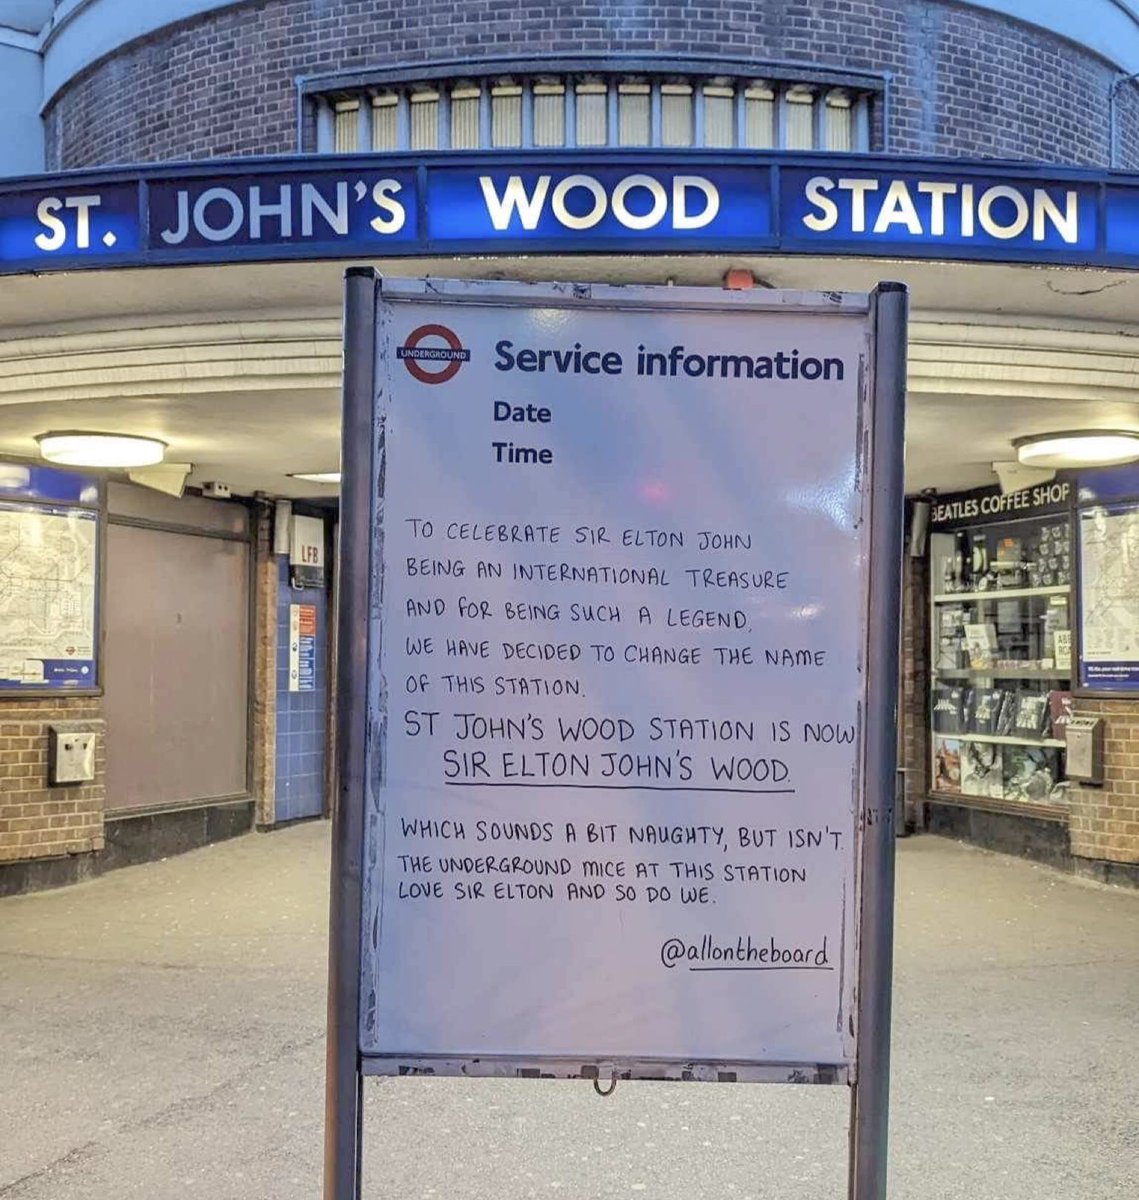 ST. JOHN'S WOOD STATION
UNDERGROUND
Service information
Date
Time
LFB
BEATLES COFFEE SHOP
TO CELEBRATE SIR ELTON JOHN
BEING AN INTERNATIONAL TREASURE
AND FOR BEING SUCH A LEGEND,
WE HAVE DECIDED TO CHANGE THE NAME
OF THIS STATION.
ST JOHN'S WOOD STATION IS NOW
SIR ELTON JOHN'S WOOD.
WHICH SOUNDS A BIT NAUGHTY, BUT ISN'T.
THE UNDERGROUND MICE AT THIS STATION
LOVE SIR ELTON AND SO DO WE.
@allontheboard